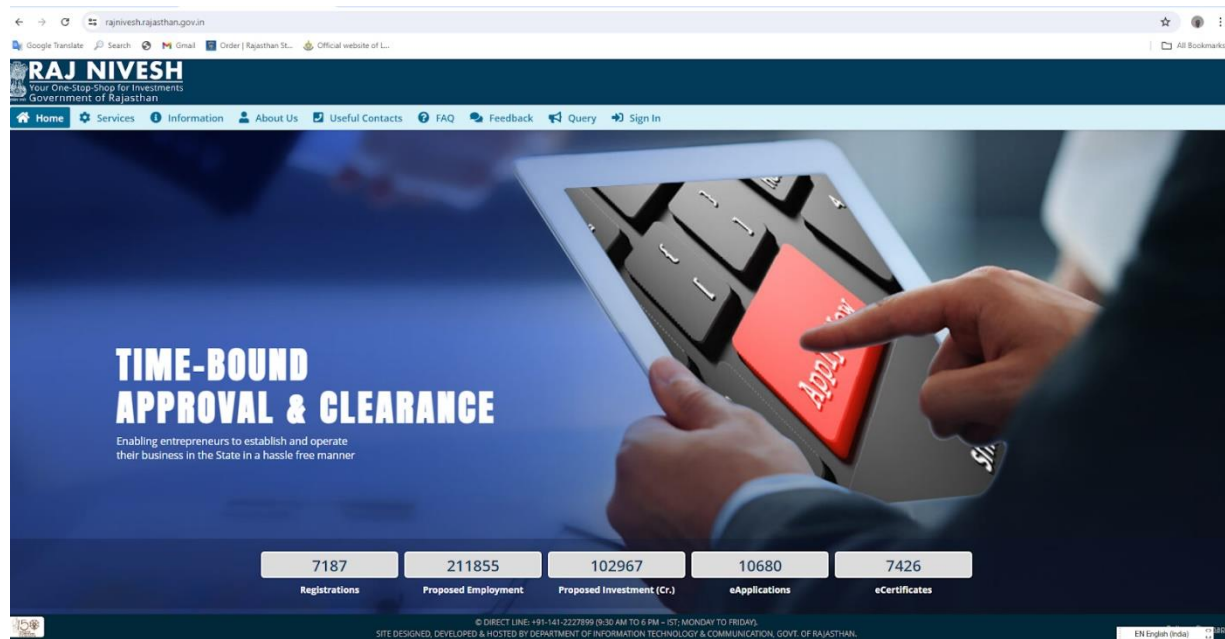 rajnivesh.rajasthan.gov.in
Google Translate Search Gmail Order | Rajasthan St... Official website of L... All Bookmarks
RAJ NIVESH
Your One-Stop-Shop for Investments
Government of Rajasthan
Home Services Information About Us Useful Contacts FAQ Feedback Query Sign In
Apply Now
TIME-BOUND
APPROVAL & CLEARANCE
Enabling entrepreneurs to establish and operate
their business in the State in a hassle free manner
7187 211855 102967 10680 7426
Registrations Proposed Employment Proposed Investment (Cr.) eApplications eCertificates
© DIRECT LINE: +91-141-2227899 (9:30 AM TO 6 PM – IST; MONDAY TO FRIDAY).
SITE DESIGNED, DEVELOPED & HOSTED BY DEPARTMENT OF INFORMATION TECHNOLOGY & COMMUNICATION, GOVT. OF RAJASTHAN.
EN English (India)